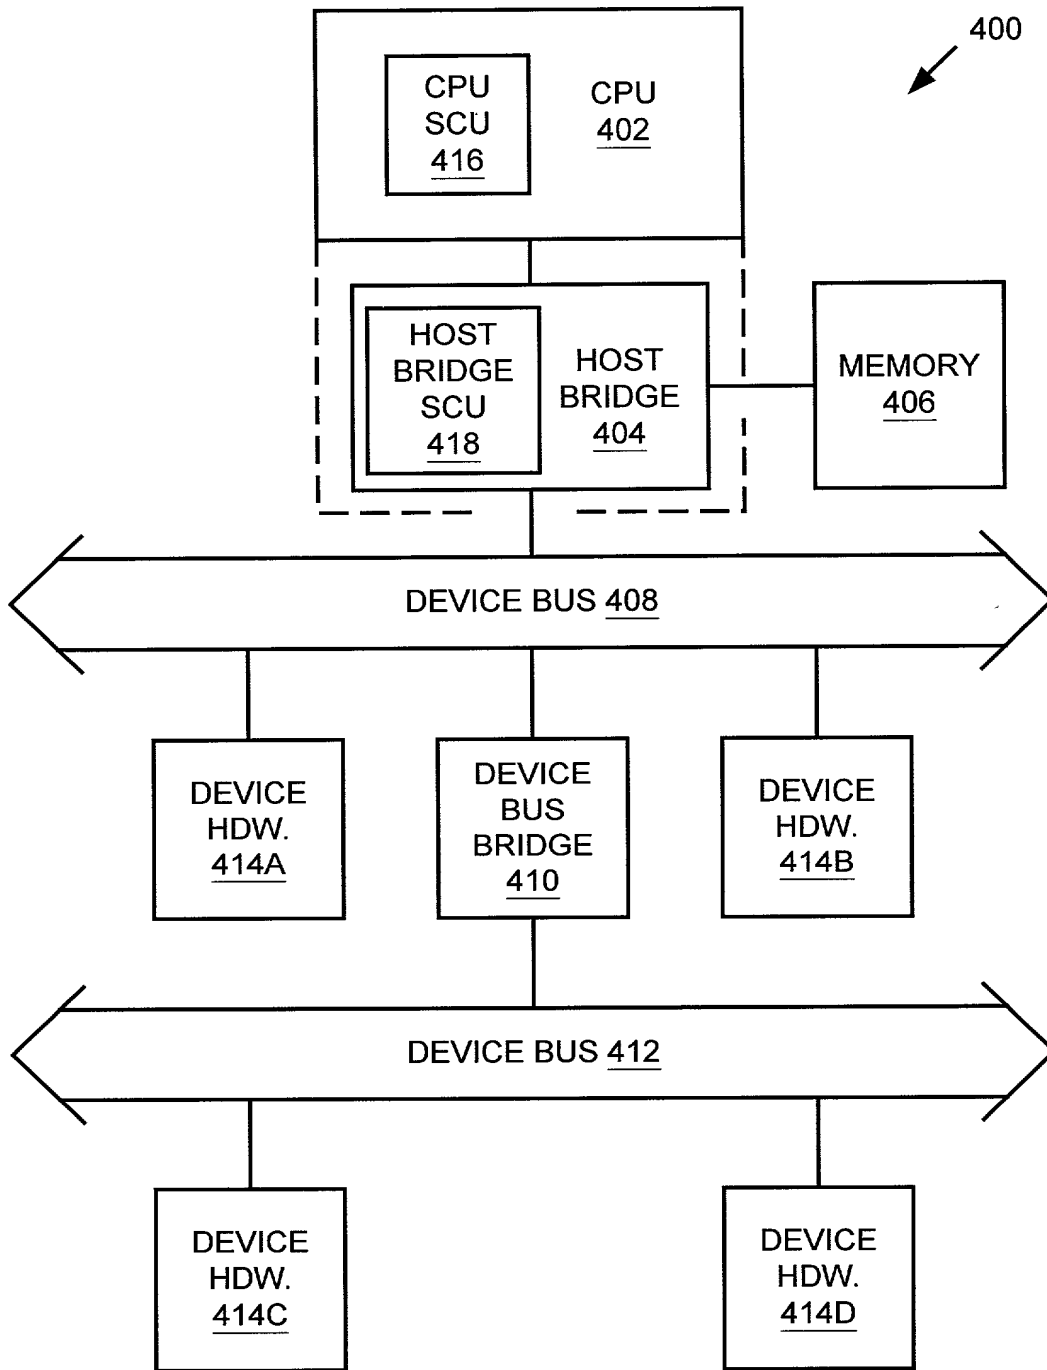 400
CPU
SCU
416
CPU
402
HOST
BRIDGE
SCU
418
HOST
BRIDGE
404
MEMORY
406
DEVICE BUS 408
DEVICE
HDW.
414A
DEVICE
BUS
BRIDGE
410
DEVICE
HDW.
414B
DEVICE BUS 412
DEVICE
HDW.
414C
DEVICE
HDW.
414D